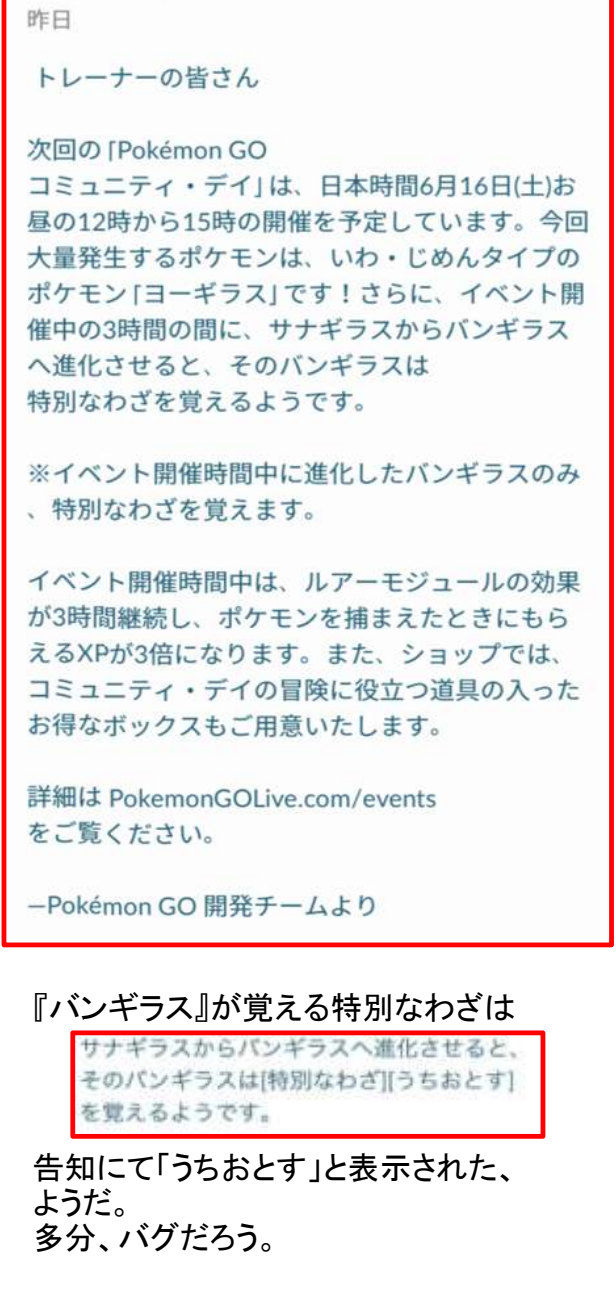 昨日
トレーナーの皆さん
次回の「Pokémon GO
コミュニティ・デイ」は、日本時間6月16日(土)お
昼の12時から15時の開催を予定しています。今回
大量発生するポケモンは、いわ・じめんタイプの
ポケモン「ヨーギラス」です！さらに、イベント開
催中の3時間の間に、サナギラスからバンギラス
へ進化させると、そのバンギラスは
特別なわざを覚えるようです。
※イベント開催時間中に進化したバンギラスのみ
、特別なわざを覚えます。
イベント開催時間中は、ルアーモジュールの効果
が3時間継続し、ポケモンを捕まえたときにもら
えるXPが3倍になります。また、ショップでは、
コミュニティ・デイの冒険に役立つ道具の入った
お得なボックスもご用意いたします。
詳細は PokemonGOLive.com/events
をご覧ください。
—Pokémon GO 開発チームより
『バンギラス』が覚える特別なわざは
サナギラスからバンギラスへ進化させると、
そのバンギラスは[特別なわざ][うちおとす]
を覚えるようです。
告知にて「うちおとす」と表示された、
ようだ。
多分、バグだろう。